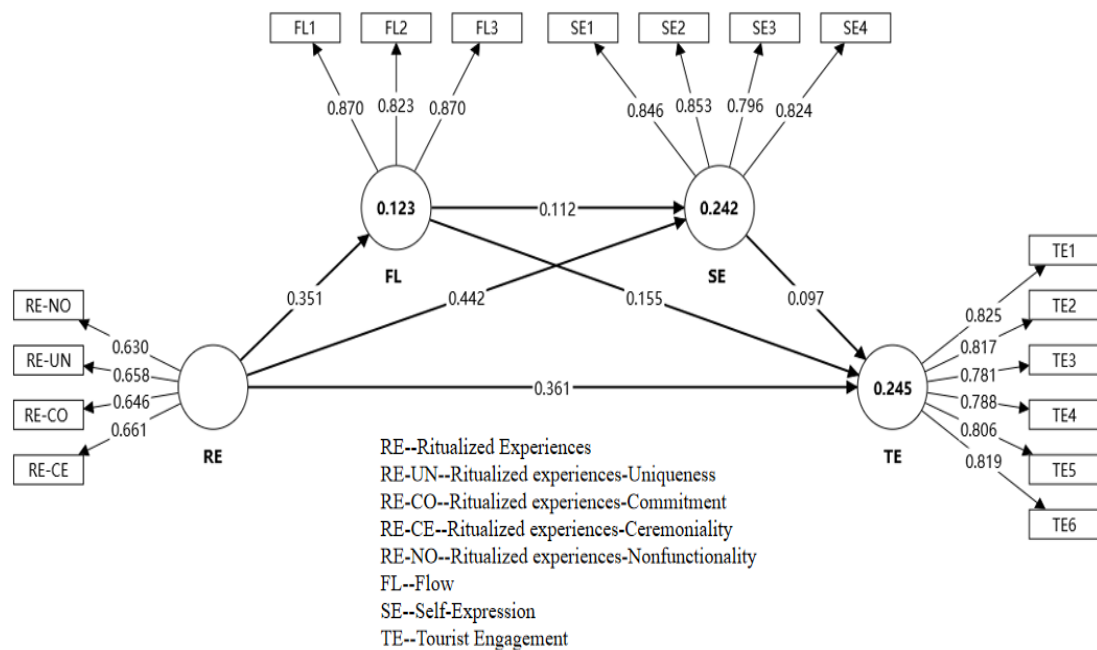 FL1 FL2 FL3 SE1 SE2 SE3 SE4
0.870 0.823 0.870 0.846 0.853 0.796 0.824
0.123 0.112 0.242
FL SE
TE1
TE2
TE3
TE4
TE5
TE6
0.825
0.817
0.781
0.788
0.806
0.819
0.351 0.442 0.155 0.097
RE-NO
RE-UN
RE-CO
RE-CE
0.630
0.658
0.646
0.661
0.361 0.245
RE TE
RE--Ritualized Experiences
RE-UN--Ritualized experiences-Uniqueness
RE-CO--Ritualized experiences-Commitment
RE-CE--Ritualized experiences-Ceremoniality
RE-NO--Ritualized experiences-Nonfunctionality
FL--Flow
SE--Self-Expression
TE--Tourist Engagement